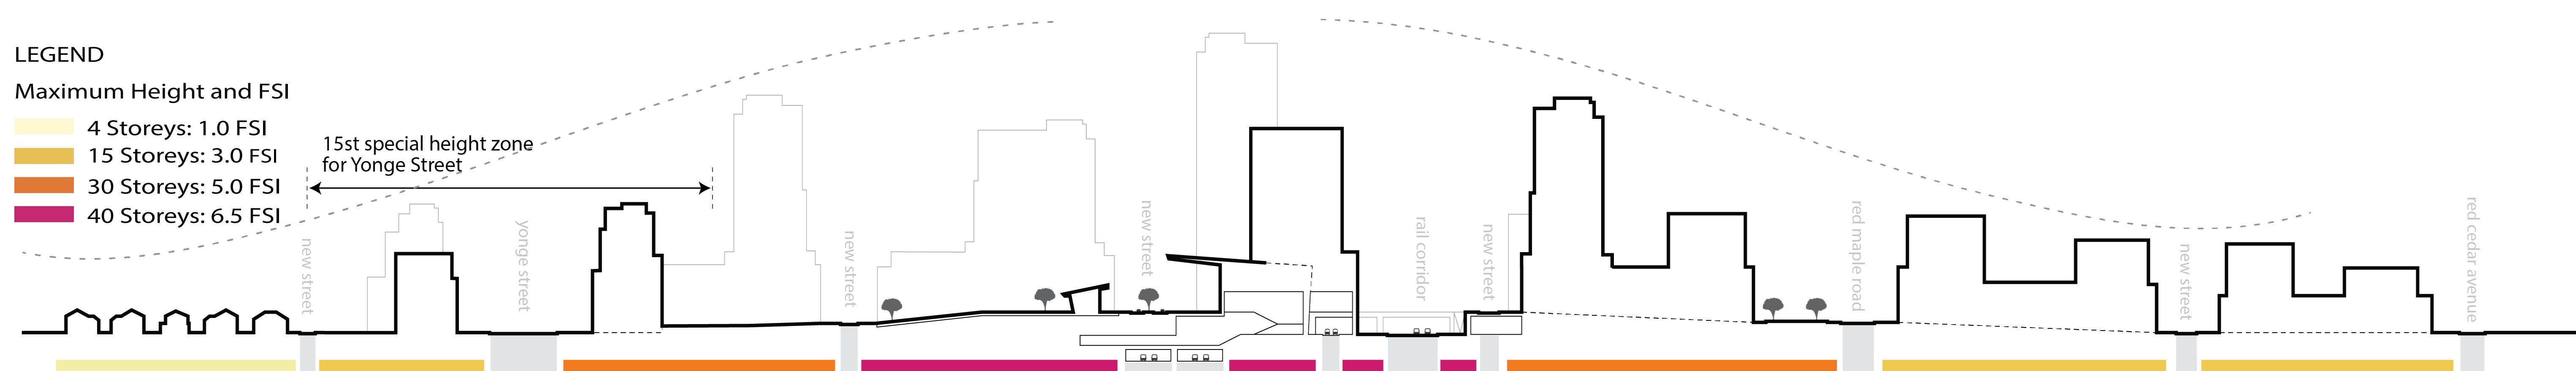 LEGEND
Maximum Height and FSI
4 Storeys: 1.0 FSI
15 Storeys: 3.0 FSI
30 Storeys: 5.0 FSI
40 Storeys: 6.5 FSI
15st special height zone
for Yonge Street
new street
yonge street
new street
new street
rail corridor
new street
red maple road
new street
red cedar avenue